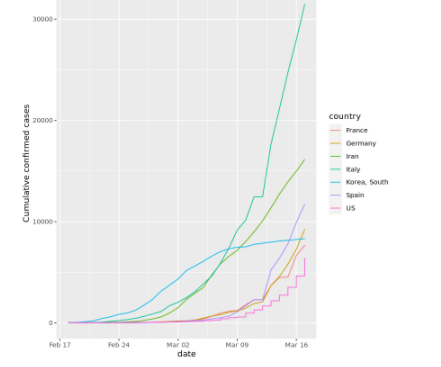 30000
20000
10000
0
Cumulative confirmed cases
Feb 17 Feb 24 Mar 02 Mar 09 Mar 16
date
country
France
Germany
Iran
Italy
Korea, South
Spain
US